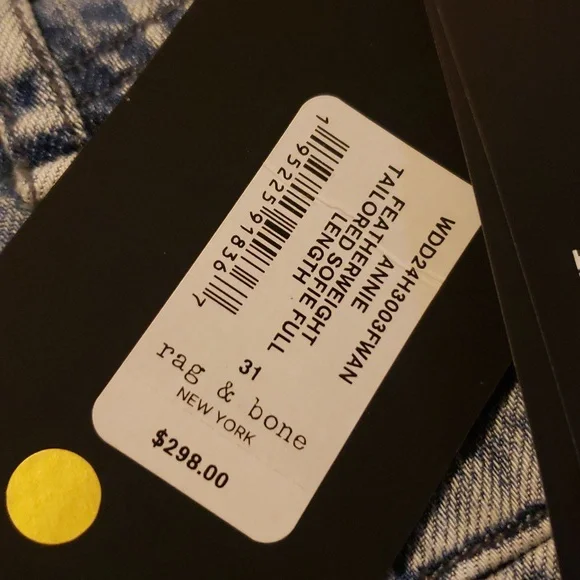 WDD24H3003FWAN
ANNIE
FEATHERWEIGHT
TAILORED SOFIE FULL
LENGTH
1 95225 91836 7
31
rag & bone
NEW YORK
$298.00